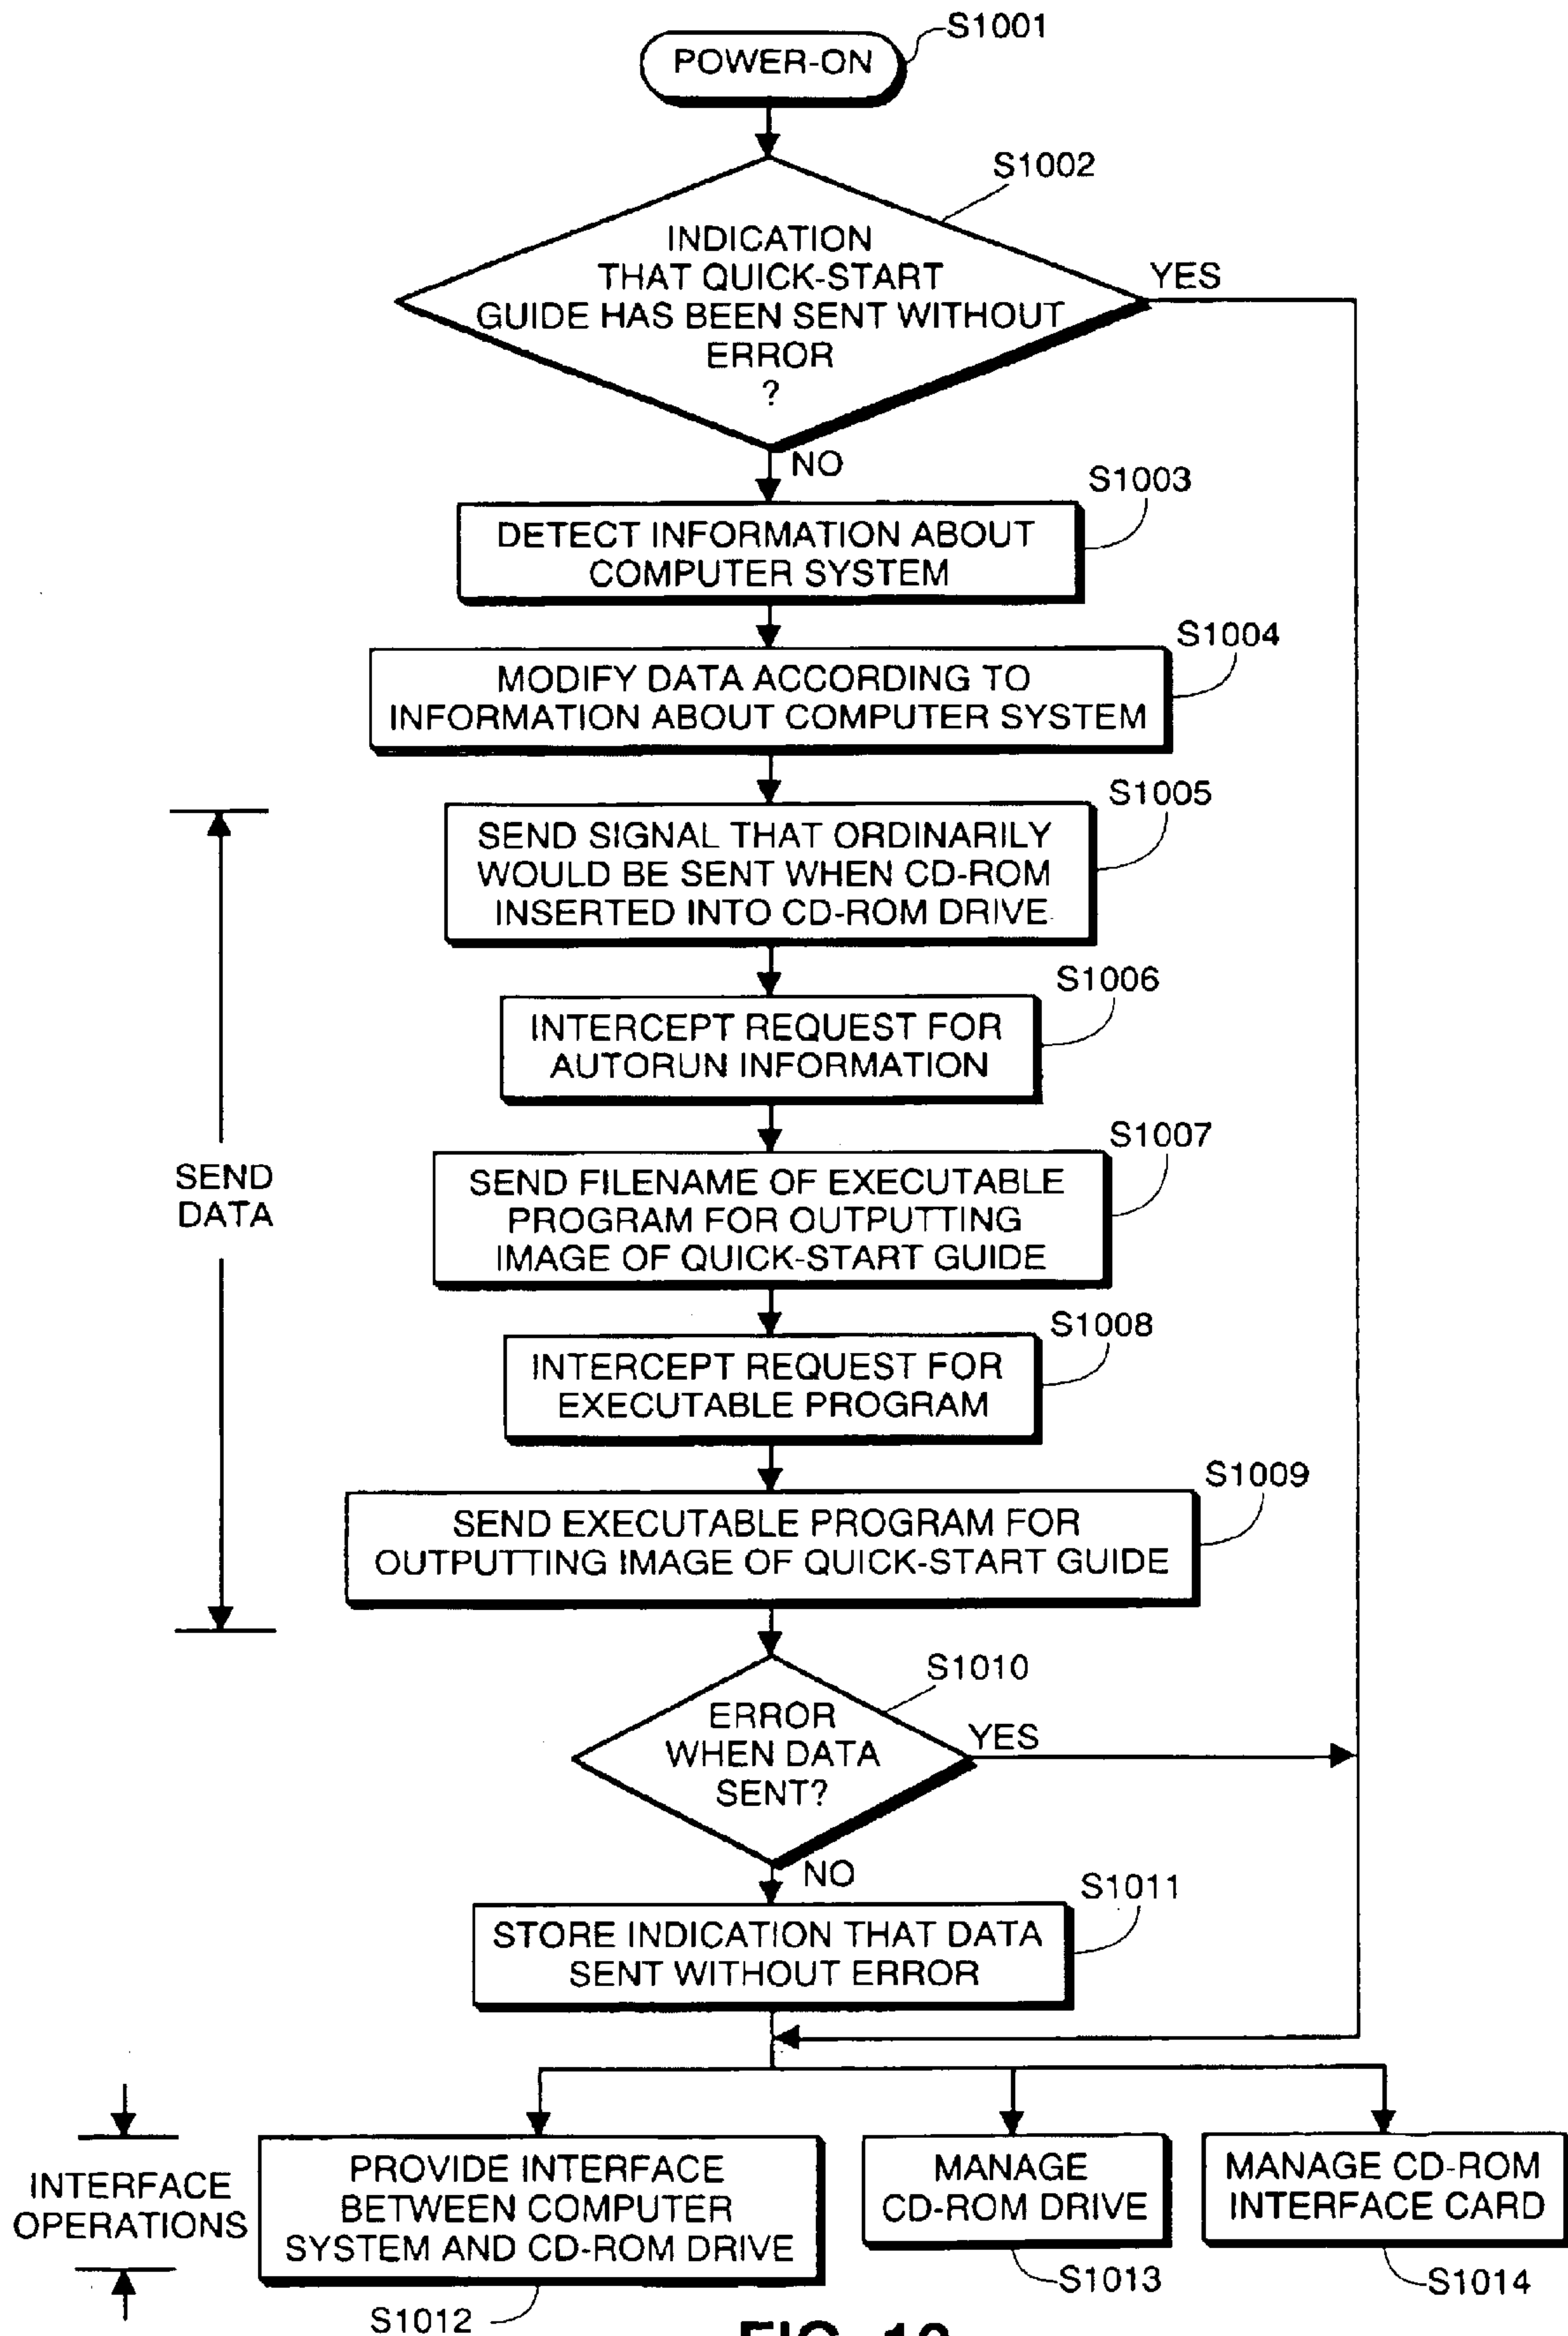 S1001
POWER-ON
S1002
INDICATION
THAT QUICK-START
GUIDE HAS BEEN SENT WITHOUT
ERROR
?
YES
NO
S1003
DETECT INFORMATION ABOUT
COMPUTER SYSTEM
S1004
MODIFY DATA ACCORDING TO
INFORMATION ABOUT COMPUTER SYSTEM
S1005
SEND SIGNAL THAT ORDINARILY
WOULD BE SENT WHEN CD-ROM
INSERTED INTO CD-ROM DRIVE
S1006
INTERCEPT REQUEST FOR
AUTORUN INFORMATION
SEND
DATA
S1007
SEND FILENAME OF EXECUTABLE
PROGRAM FOR OUTPUTTING
IMAGE OF QUICK-START GUIDE
S1008
INTERCEPT REQUEST FOR
EXECUTABLE PROGRAM
S1009
SEND EXECUTABLE PROGRAM FOR
OUTPUTTING IMAGE OF QUICK-START GUIDE
S1010
ERROR
WHEN DATA
SENT?
YES
NO
S1011
STORE INDICATION THAT DATA
SENT WITHOUT ERROR
INTERFACE
OPERATIONS
PROVIDE INTERFACE
BETWEEN COMPUTER
SYSTEM AND CD-ROM DRIVE
S1012
MANAGE
CD-ROM DRIVE
S1013
MANAGE CD-ROM
INTERFACE CARD
S1014
FIG.